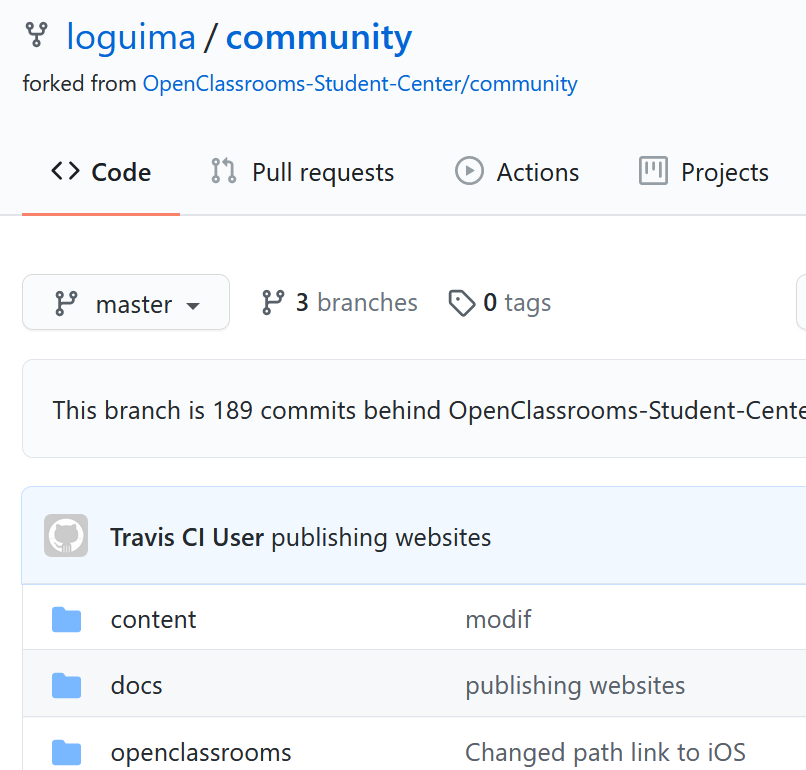 loguima / community
forked from OpenClassrooms-Student-Center/community
Code Pull requests Actions Projects
master 3 branches 0 tags
This branch is 189 commits behind OpenClassrooms-Student-Cente
Travis CI User publishing websites
content modif
docs publishing websites
openclassrooms Changed path link to iOS